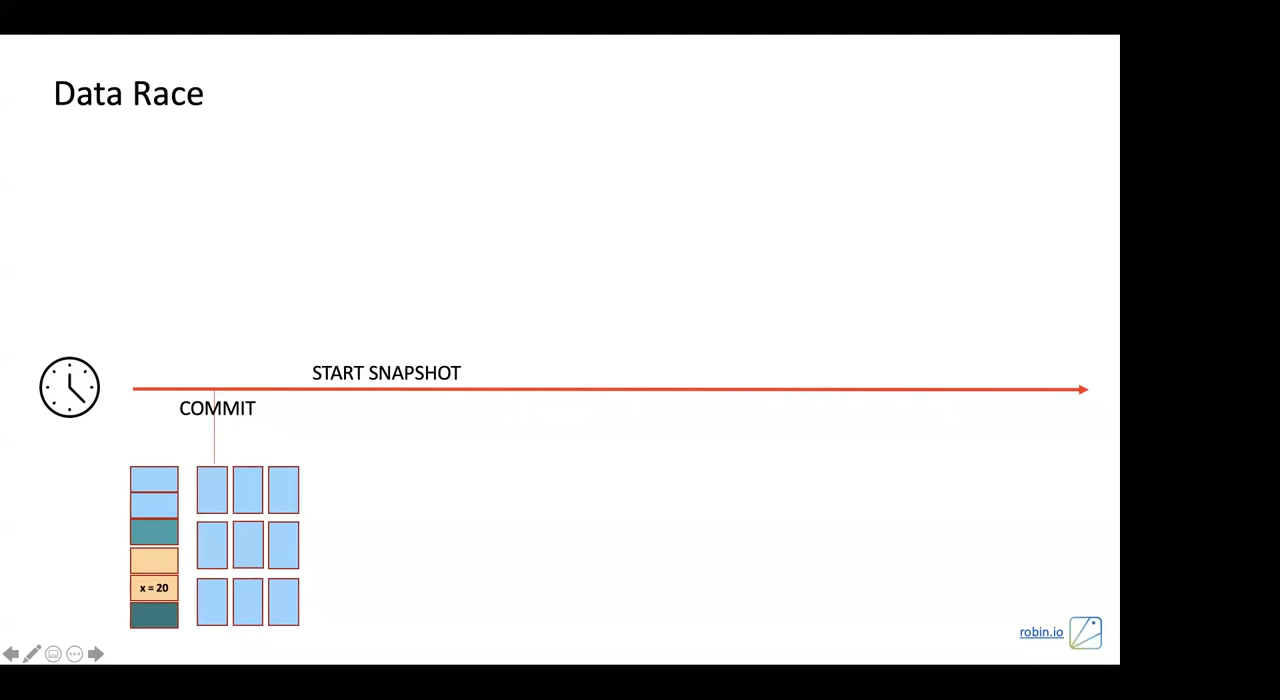 Data Race
START SNAPSHOT
COMMIT
x = 20
robin.io